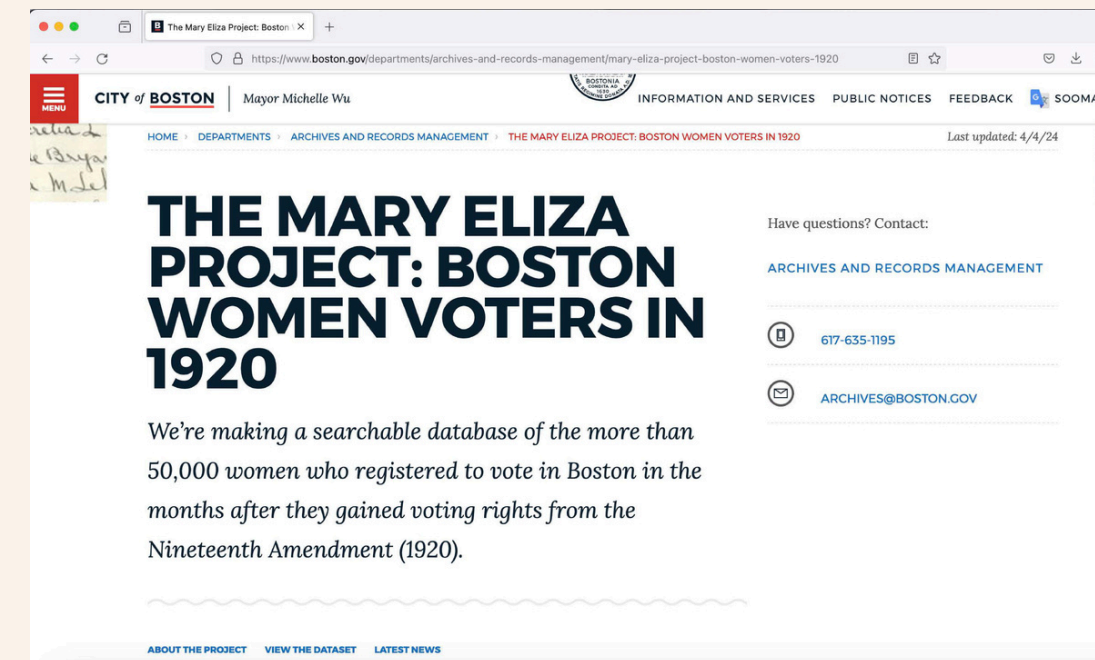 The Mary Eliza Project: Boston
https://www.boston.gov/departments/archives-and-records-management/mary-eliza-project-boston-women-voters-1920
MENU
CITY of BOSTON
Mayor Michelle Wu
BOSTONIA
CONDITA AD
1630
INFORMATION AND SERVICES
PUBLIC NOTICES
FEEDBACK
SOOMA
HOME › DEPARTMENTS › ARCHIVES AND RECORDS MANAGEMENT › THE MARY ELIZA PROJECT: BOSTON WOMEN VOTERS IN 1920
Last updated: 4/4/24
THE MARY ELIZA
PROJECT: BOSTON
WOMEN VOTERS IN
1920
We’re making a searchable database of the more than
50,000 women who registered to vote in Boston in the
months after they gained voting rights from the
Nineteenth Amendment (1920).
Have questions? Contact:
ARCHIVES AND RECORDS MANAGEMENT
617-635-1195
ARCHIVES@BOSTON.GOV
ABOUT THE PROJECT
VIEW THE DATASET
LATEST NEWS